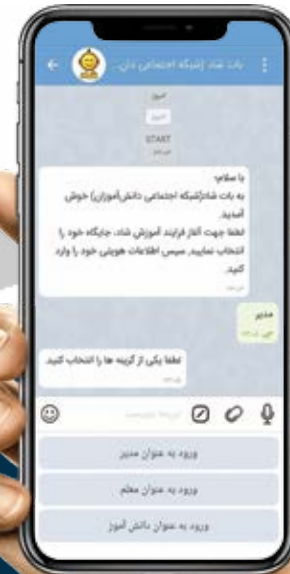 بات شاد (شبکه اجتماعی دان...
امروز
START
با سلام؛
به بات شاد(شبکه اجتماعی دانش‌آموزان) خوش
آمدید.
لطفا جهت آغاز فرایند آموزش شاد، جایگاه خود را
انتخاب نمایید, سپس اطلاعات هویتی خود را وارد
کنید.
مدیر
لطفا یکی از گزینه ها را انتخاب کنید.
ورود به عنوان مدیر
ورود به عنوان معلم
ورود به عنوان دانش آموز